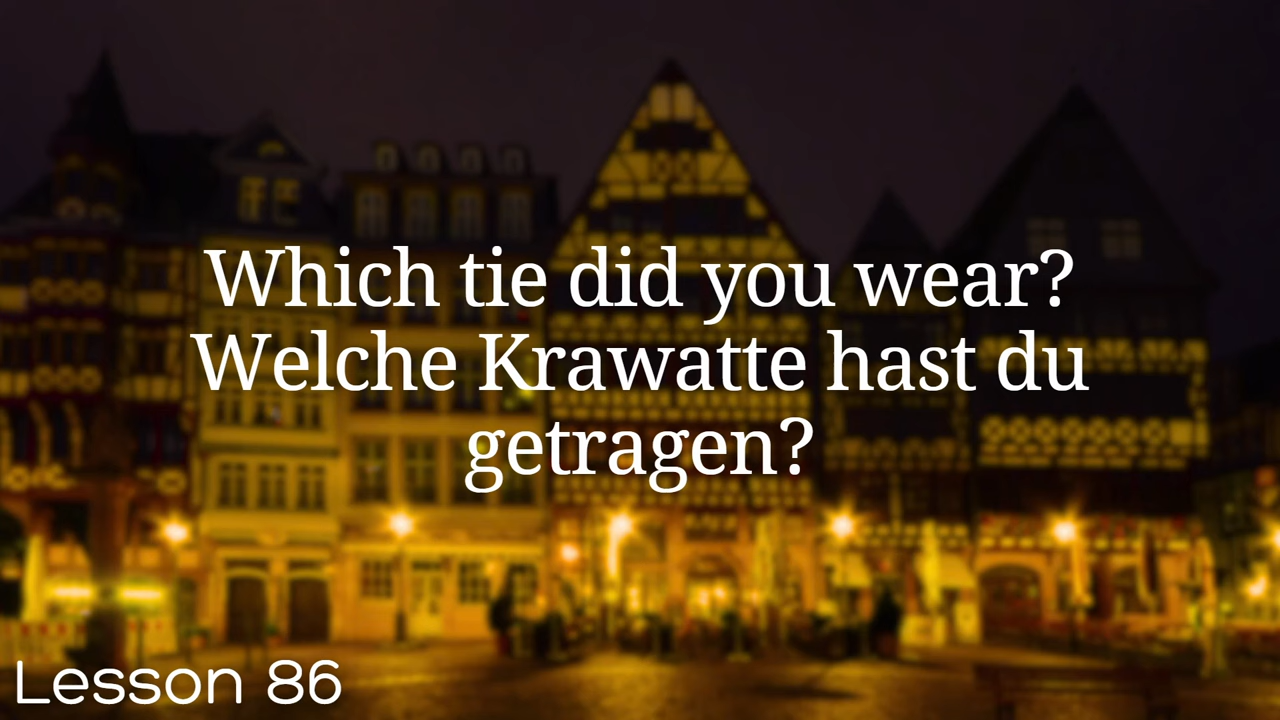 Which tie did you wear?
Welche Krawatte hast du
getragen?
Lesson 86